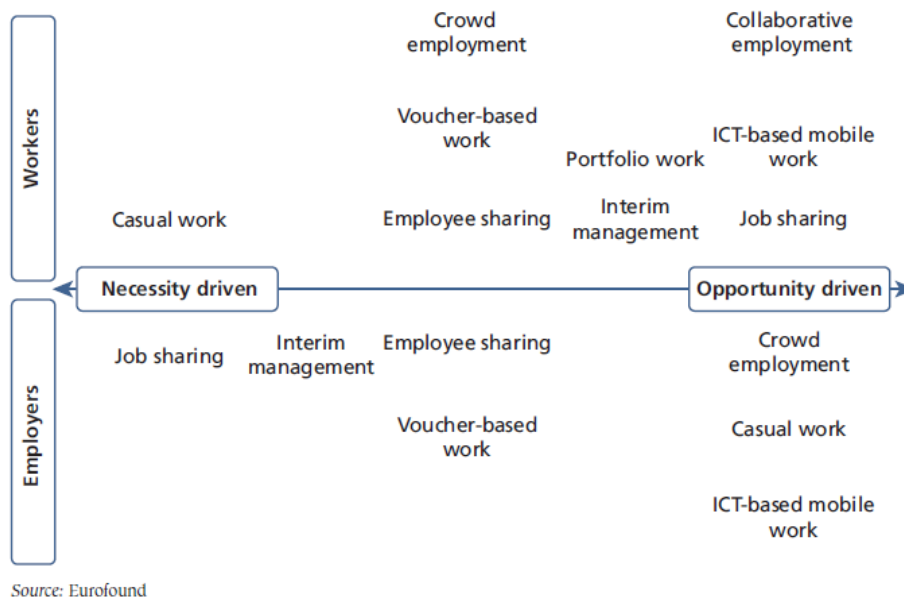 Crowd
employment
Collaborative
employment
Workers
Voucher-based
work
Portfolio work
ICT-based mobile
work
Casual work
Employee sharing
Interim
management
Job sharing
Necessity driven
Opportunity driven
Employers
Job sharing
Interim
management
Employee sharing
Crowd
employment
Voucher-based
work
Casual work
ICT-based mobile
work
Source: Eurofound